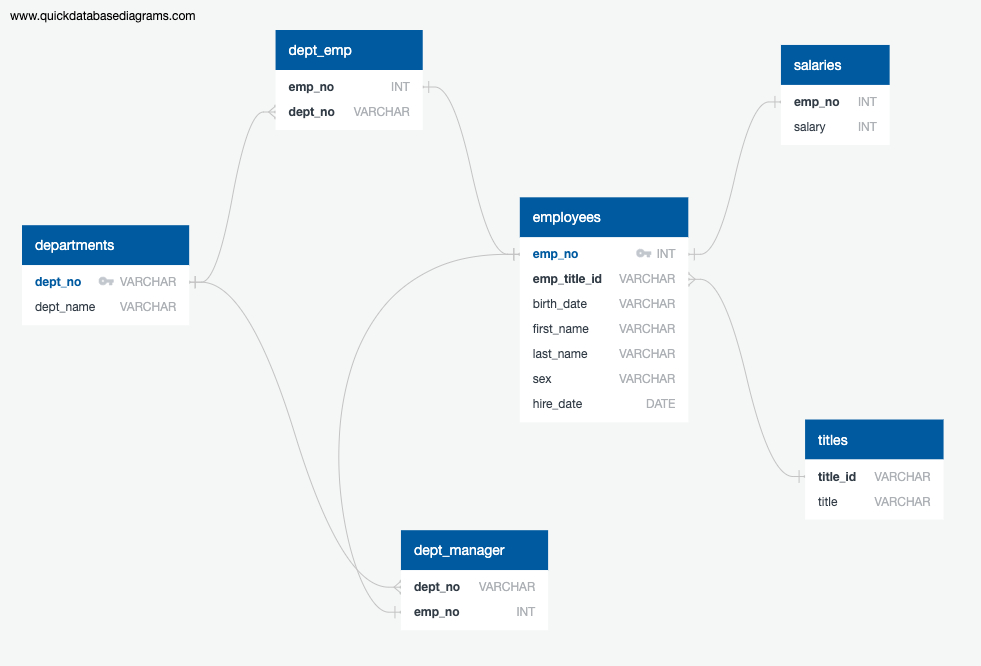 www.quickdatabasediagrams.com
dept_emp
emp_no INT
dept_no VARCHAR
salaries
emp_no INT
salary INT
employees
emp_no INT
emp_title_id VARCHAR
birth_date VARCHAR
first_name VARCHAR
last_name VARCHAR
sex VARCHAR
hire_date DATE
departments
dept_no VARCHAR
dept_name VARCHAR
titles
title_id VARCHAR
title VARCHAR
dept_manager
dept_no VARCHAR
emp_no INT